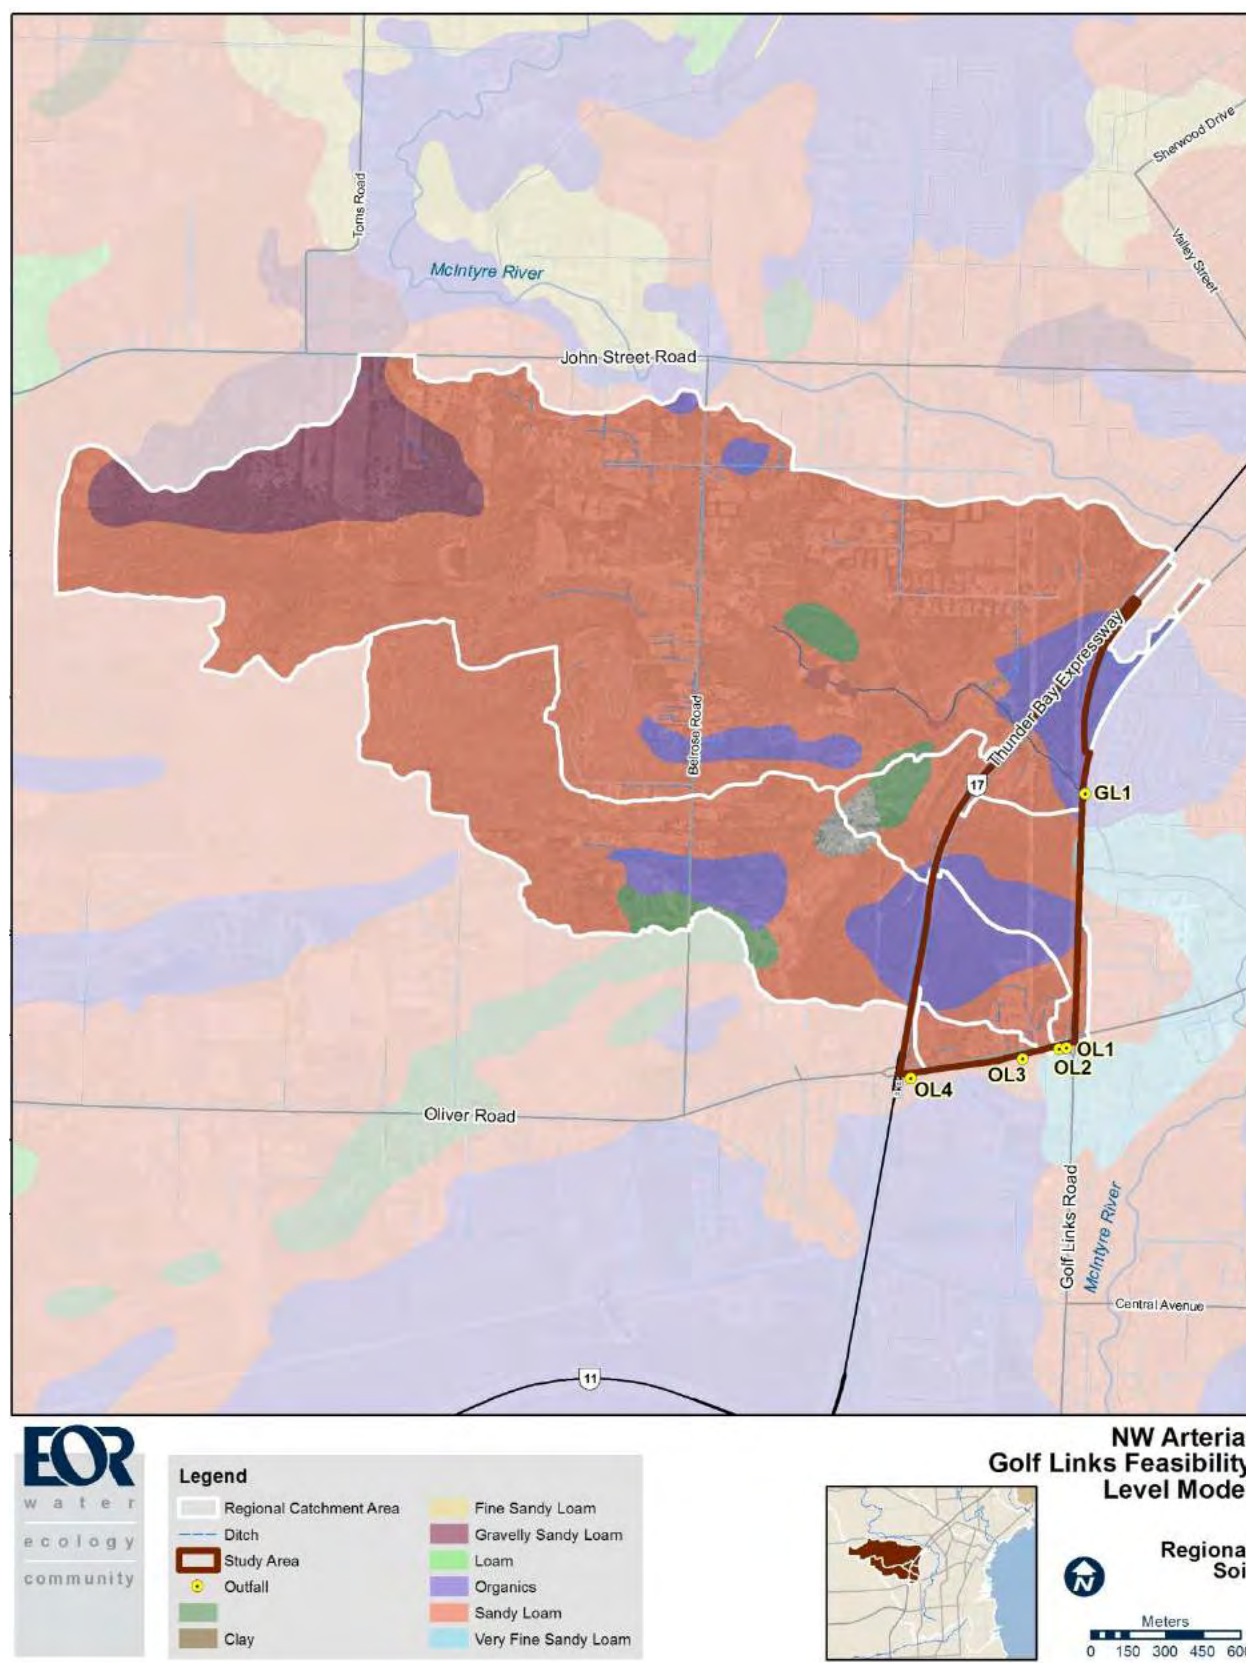 Sherwood Drive
Toms Road
Valley Street
McIntyre River
John Street Road
Thunder Bay Expressway
Belrose Road
17
GL1
OL1
OL2
OL3
OL4
Oliver Road
Golf Links Road
McIntyre River
Central Avenue
11
EOR
water
ecology
community
Legend
Regional Catchment Area
Ditch
Study Area
Outfall
Clay
Fine Sandy Loam
Gravelly Sandy Loam
Loam
Organics
Sandy Loam
Very Fine Sandy Loam
NW Arteria
Golf Links Feasibility
Level Mode
Regiona
Soi
N
Meters
0 150 300 450 600